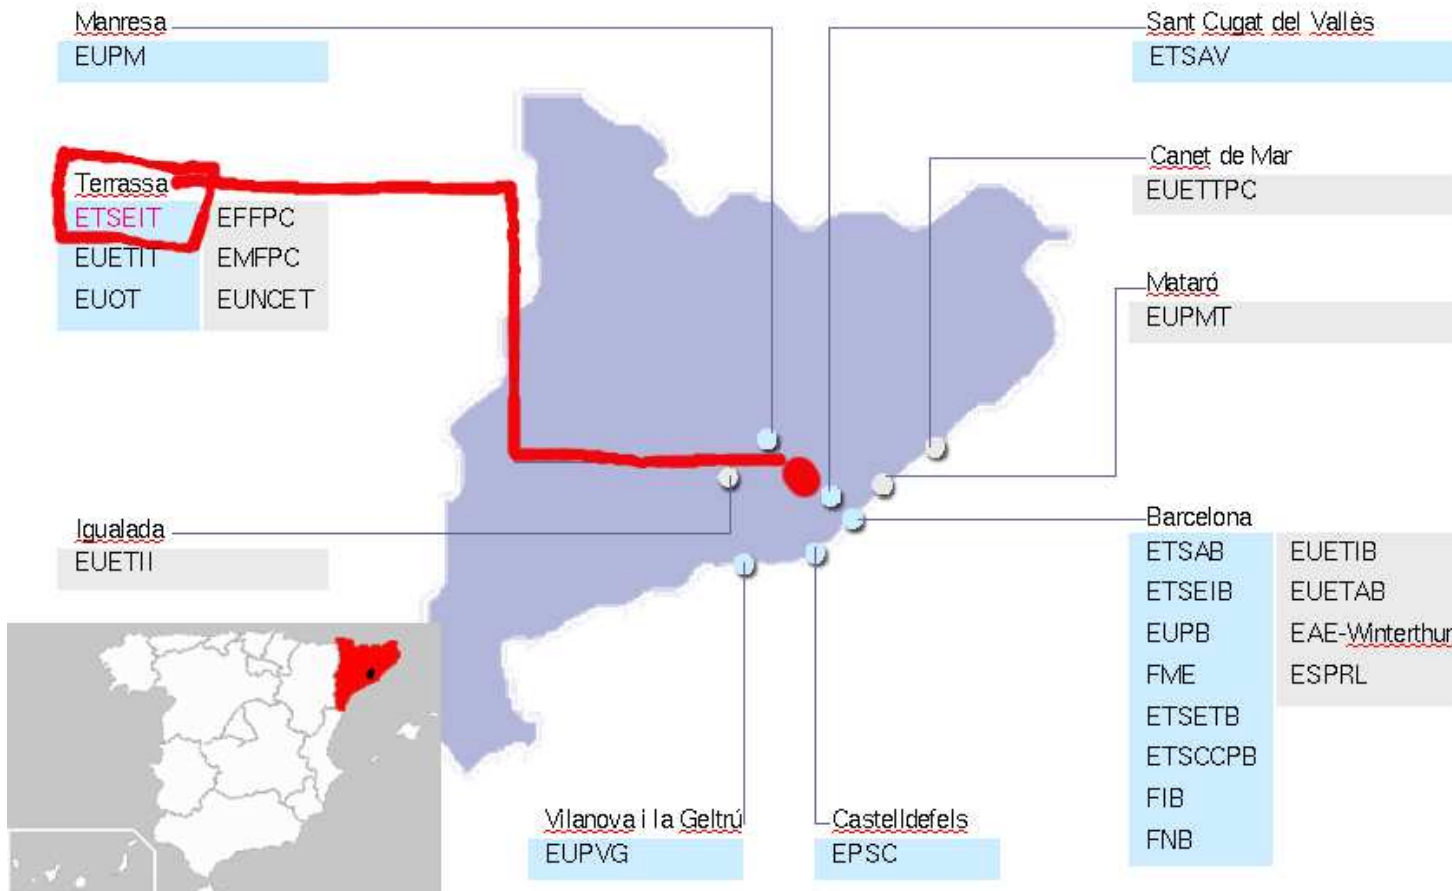 Manresa
EUPM
Sant Cugat del Vallès
ETSAV
Terrassa
ETSEIT EFFPC
EUETIT EMFPC
EUOT EUNCET
Canet de Mar
EUETTPC
Mataró
EUPMT
Igualada
EUETII
Barcelona
ETSAB EUETIB
ETSEIB EUETAB
EUPB EAE-Winterthur
FME ESPRL
ETSETB
ETSCCPB
FIB
FNB
Vilanova i la Geltrú
EUPVG
Castelldefels
EPSC